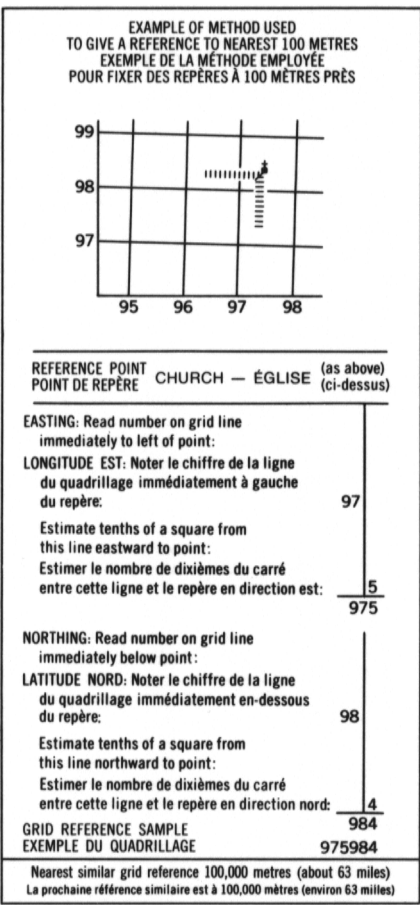 EXAMPLE OF METHOD USED
TO GIVE A REFERENCE TO NEAREST 100 METRES
EXEMPLE DE LA MÉTHODE EMPLOYÉE
POUR FIXER DES REPÈRES À 100 MÈTRES PRÈS
99
98
97
95 96 97 98
REFERENCE POINT
POINT DE REPÈRE
CHURCH — ÉGLISE
(as above)
(ci-dessus)
EASTING: Read number on grid line
immediately to left of point:
LONGITUDE EST: Noter le chiffre de la ligne
du quadrillage immédiatement à gauche
du repère: 97
Estimate tenths of a square from
this line eastward to point:
Estimer le nombre de dixièmes du carré
entre cette ligne et le repère en direction est: 5
975
NORTHING: Read number on grid line
immediately below point:
LATITUDE NORD: Noter le chiffre de la ligne
du quadrillage immédiatement en-dessous
du repère: 98
Estimate tenths of a square from
this line northward to point:
Estimer le nombre de dixièmes du carré
entre cette ligne et le repère en direction nord: 4
GRID REFERENCE SAMPLE 984
EXEMPLE DU QUADRILLAGE 975984
Nearest similar grid reference 100,000 metres (about 63 miles)
La prochaine référence similaire est à 100,000 mètres (environ 63 milles)